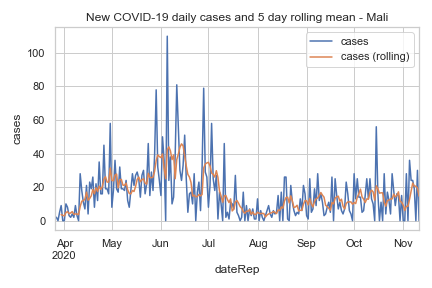 New COVID-19 daily cases and 5 day rolling mean - Mali
cases
cases (rolling)
100
80
60
40
20
0
cases
Apr
2020
May
Jun
Jul
Aug
Sep
Oct
Nov
dateRep